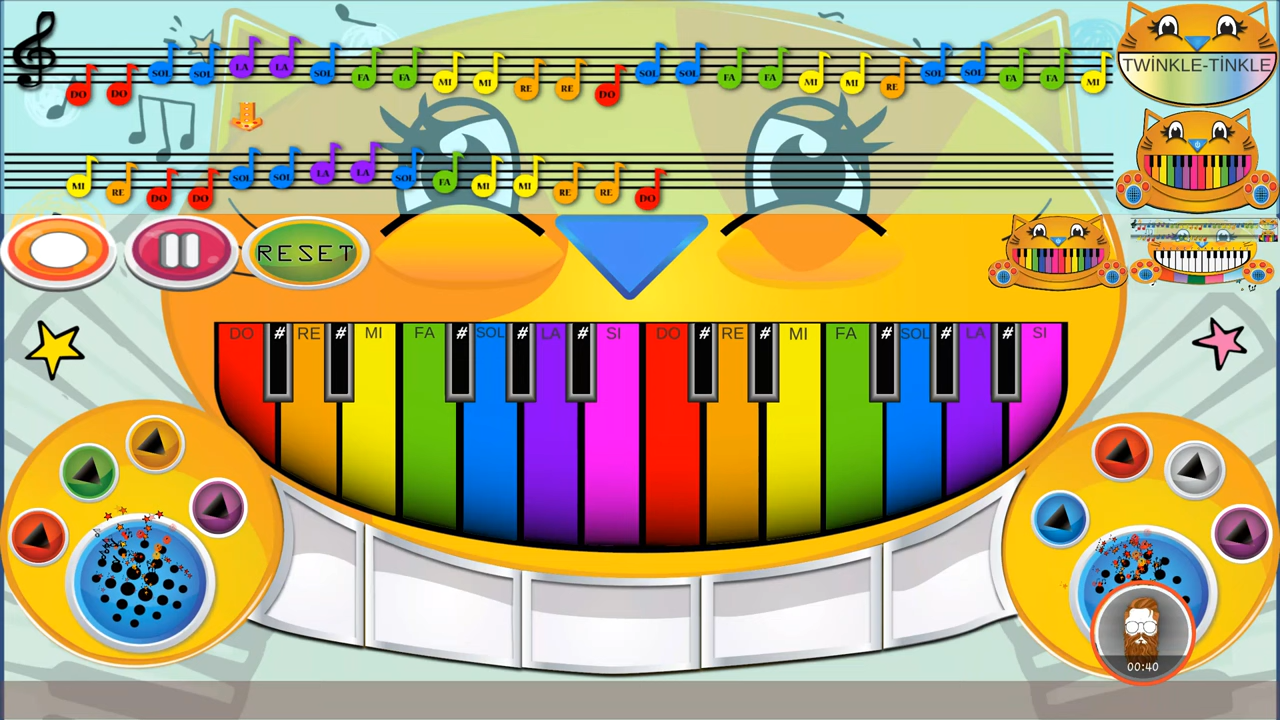 DO DO SOL SOL LA LA SOL FA FA MI MI RE RE DO SOL SOL FA FA MI MI RE SOL SOL FA FA MI
TWİNKLE-TİNKLE
MI RE DO DO SOL SOL LA LA SOL FA MI MI RE RE DO
RESET
DO # RE # MI FA # SOL # LA # SI DO # RE # MI FA # SOL # LA # SI
00:40